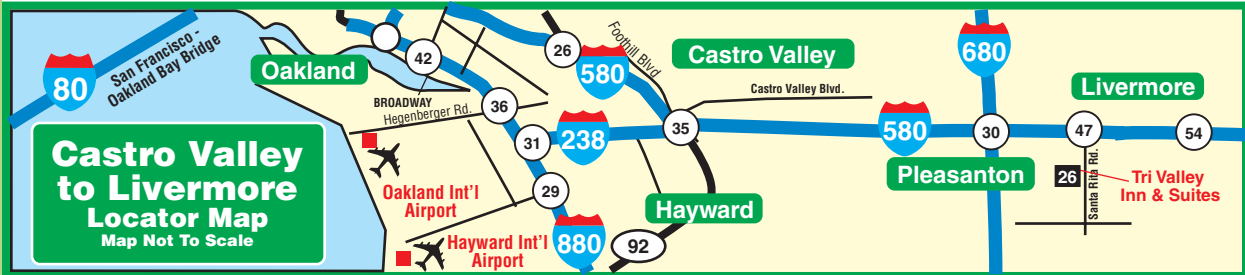 80
San Francisco -
Oakland Bay Bridge
Oakland
42
BROADWAY
Hegenberger Rd.
36
31
238
29
880
26
580
Foothill Blvd
Castro Valley
Castro Valley Blvd.
35
580
680
30
Livermore
47
54
Pleasanton
26
Santa Rita Rd.
Tri Valley
Inn & Suites
Hayward
92
Oakland Int'l
Airport
Hayward Int'l
Airport
Castro Valley
to Livermore
Locator Map
Map Not To Scale